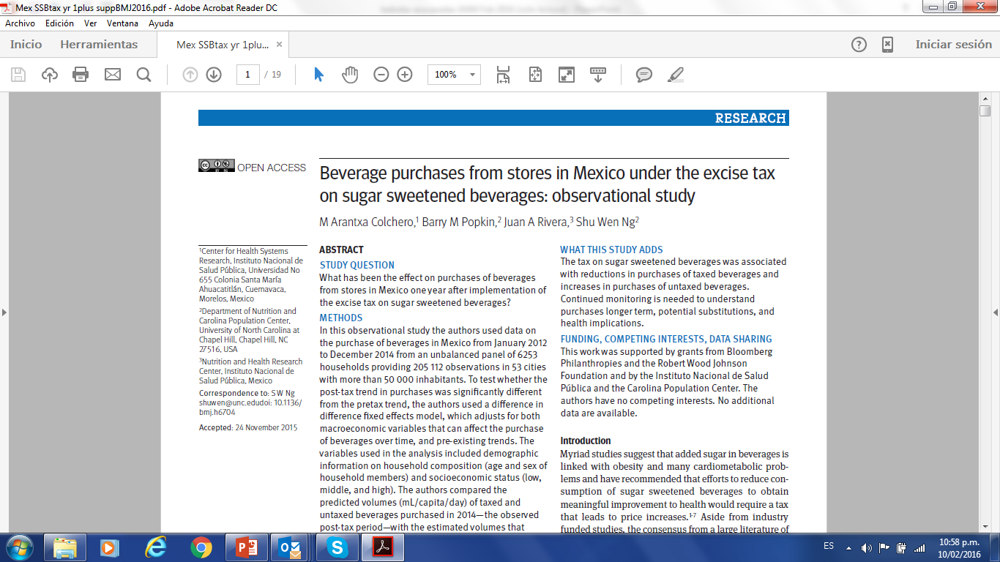 Mex SSBtax yr 1plus suppBMJ2016.pdf - Adobe Acrobat Reader DC
Archivo Edición Ver Ventana Ayuda
Inicio Herramientas Mex SSBtax yr 1plu... × Iniciar sesión
1 / 19 100%
RESEARCH
OPEN ACCESS
Beverage purchases from stores in Mexico under the excise tax
on sugar sweetened beverages: observational study
M Arantxa Colchero,1 Barry M Popkin,2 Juan A Rivera,3 Shu Wen Ng2
1Center for Health Systems
Research, Instituto Nacional de
Salud Pública, Universidad No
655 Colonia Santa María
Ahuacatitlán, Cuernavaca,
Morelos, Mexico
2Department of Nutrition and
Carolina Population Center,
University of North Carolina at
Chapel Hill, Chapel Hill, NC
27516, USA
3Nutrition and Health Research
Center, Instituto Nacional de
Salud Pública, Mexico
Correspondence to: S W Ng
shuwen@unc.edudoi: 10.1136/
bmj.h6704
Accepted: 24 November 2015
ABSTRACT
STUDY QUESTION
What has been the effect on purchases of beverages
from stores in Mexico one year after implementation of
the excise tax on sugar sweetened beverages?
METHODS
In this observational study the authors used data on
the purchase of beverages in Mexico from January 2012
to December 2014 from an unbalanced panel of 6253
households providing 205 112 observations in 53 cities
with more than 50 000 inhabitants. To test whether the
post-tax trend in purchases was significantly different
from the pretax trend, the authors used a difference in
difference fixed effects model, which adjusts for both
macroeconomic variables that can affect the purchase
of beverages over time, and pre-existing trends. The
variables used in the analysis included demographic
information on household composition (age and sex of
household members) and socioeconomic status (low,
middle, and high). The authors compared the
predicted volumes (mL/capita/day) of taxed and
untaxed beverages purchased in 2014—the observed
post-tax period—with the estimated volumes that
WHAT THIS STUDY ADDS
The tax on sugar sweetened beverages was associated
with reductions in purchases of taxed beverages and
increases in purchases of untaxed beverages.
Continued monitoring is needed to understand
purchases longer term, potential substitutions, and
health implications.
FUNDING, COMPETING INTERESTS, DATA SHARING
This work was supported by grants from Bloomberg
Philanthropies and the Robert Wood Johnson
Foundation and by the Instituto Nacional de Salud
Pública and the Carolina Population Center. The
authors have no competing interests. No additional
data are available.
Introduction
Myriad studies suggest that added sugar in beverages is
linked with obesity and many cardiometabolic prob-
lems and have recommended that efforts to reduce con-
sumption of sugar sweetened beverages to obtain
meaningful improvement to health would require a tax
that leads to price increases.1-7 Aside from industry
funded studies, the consensus from a large literature of
ES 10:58 p.m.
10/02/2016